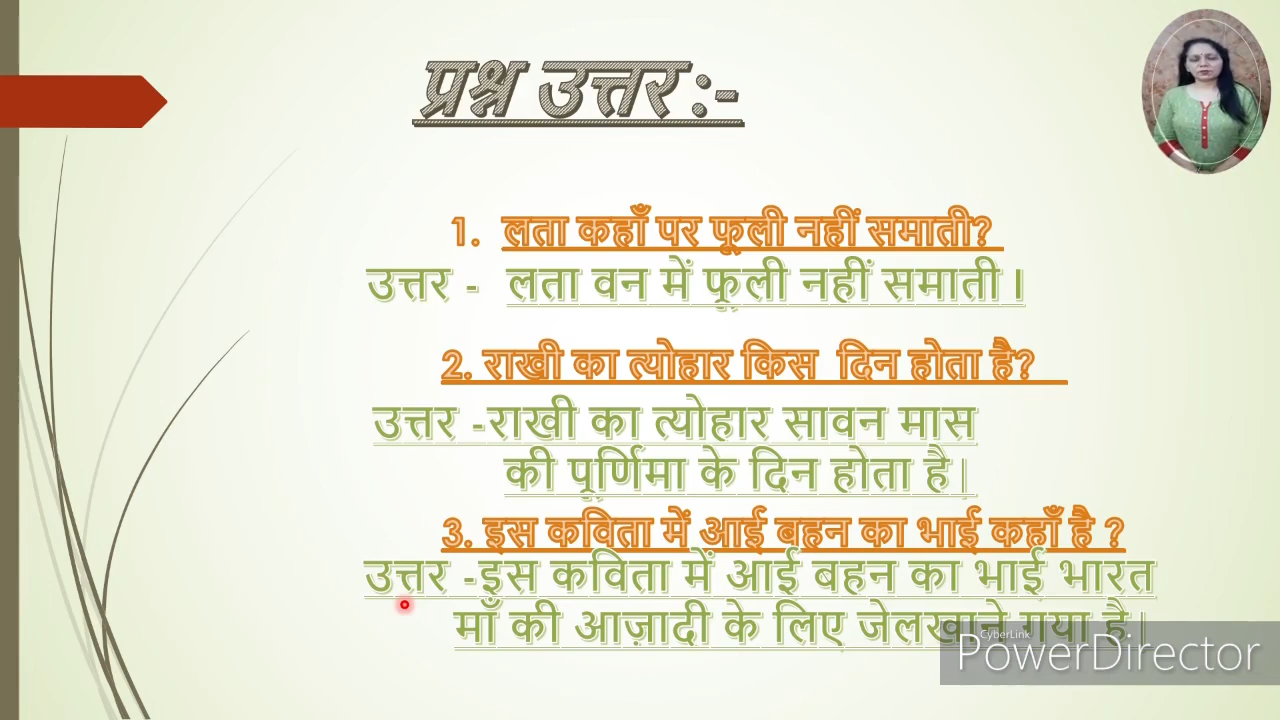 प्रश्न उत्तर :-
1. लता कहाँ पर फूली नहीं समाती?
उत्तर - लता वन में फूली नहीं समाती ।
2. राखी का त्योहार किस दिन होता है?
उत्तर -राखी का त्योहार सावन मास
की पूर्णिमा के दिन होता है|
3. इस कविता में आई बहन का भाई कहाँ है ?
उत्तर -इस कविता में आई बहन का भाई भारत
माँ की आज़ादी के लिए जेलखाने गया है|
CyberLink
PowerDirector